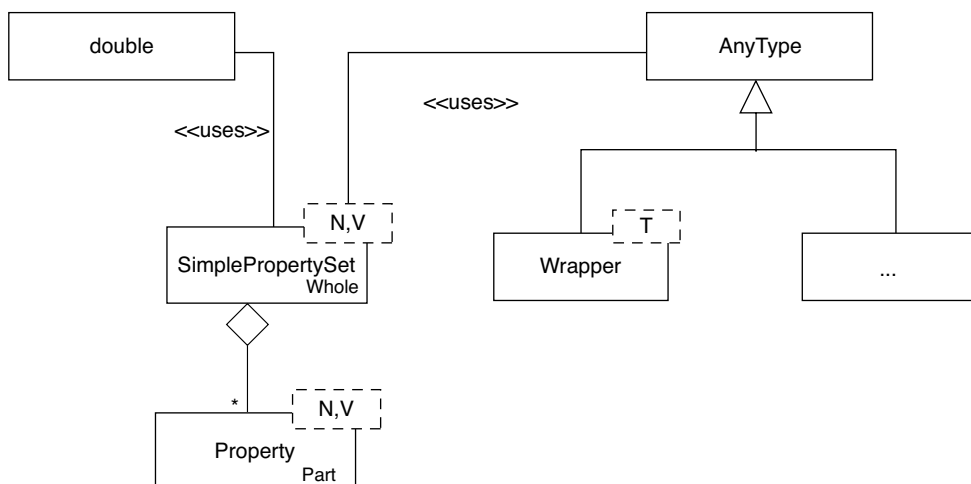 double
AnyType
<<uses>>
<<uses>>
N,V
T
SimplePropertySet
Whole
Wrapper
...
*
N,V
Property
Part